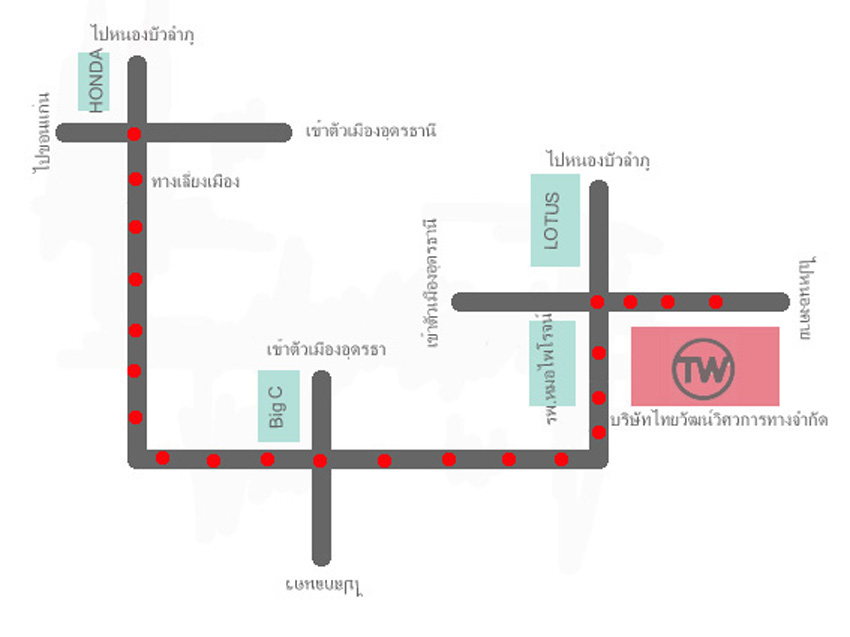 ไปหนองบัวลำภู
HONDA
ไปขอนแก่น
เข้าตัวเมืองอุดรธานี
ทางเลี่ยงเมือง
ไปหนองบัวลำภู
LOTUS
เข้าตัวเมืองอุดรธานี
ไปหนองคาย
รพ.หมอไพโรจน์
TW
บริษัทไทยวัฒน์วิศวการทางจำกัด
เข้าตัวเมืองอุดรธา
Big C
ไปสกลนคร